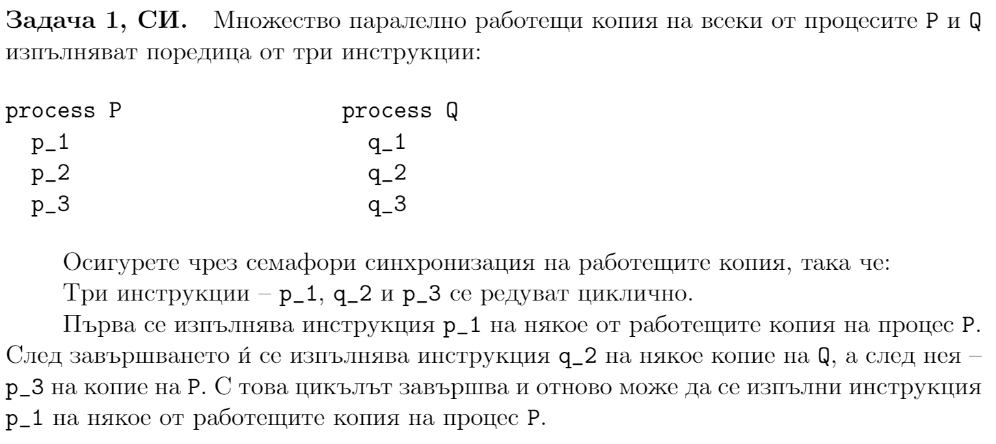 Задача 1, СИ. Множество паралелно работещи копия на всеки от процесите P и Q
изпълняват поредица от три инструкции:
process P process Q
p_1 q_1
p_2 q_2
p_3 q_3
Осигурете чрез семафори синхронизация на работещите копия, така че:
Три инструкции – p_1, q_2 и p_3 се редуват циклично.
Първа се изпълнява инструкция p_1 на някое от работещите копия на процес P.
След завършването ѝ се изпълнява инструкция q_2 на някое копие на Q, а след нея –
p_3 на копие на P. С това цикълът завършва и отново може да се изпълни инструкция
p_1 на някое от работещите копия на процес P.